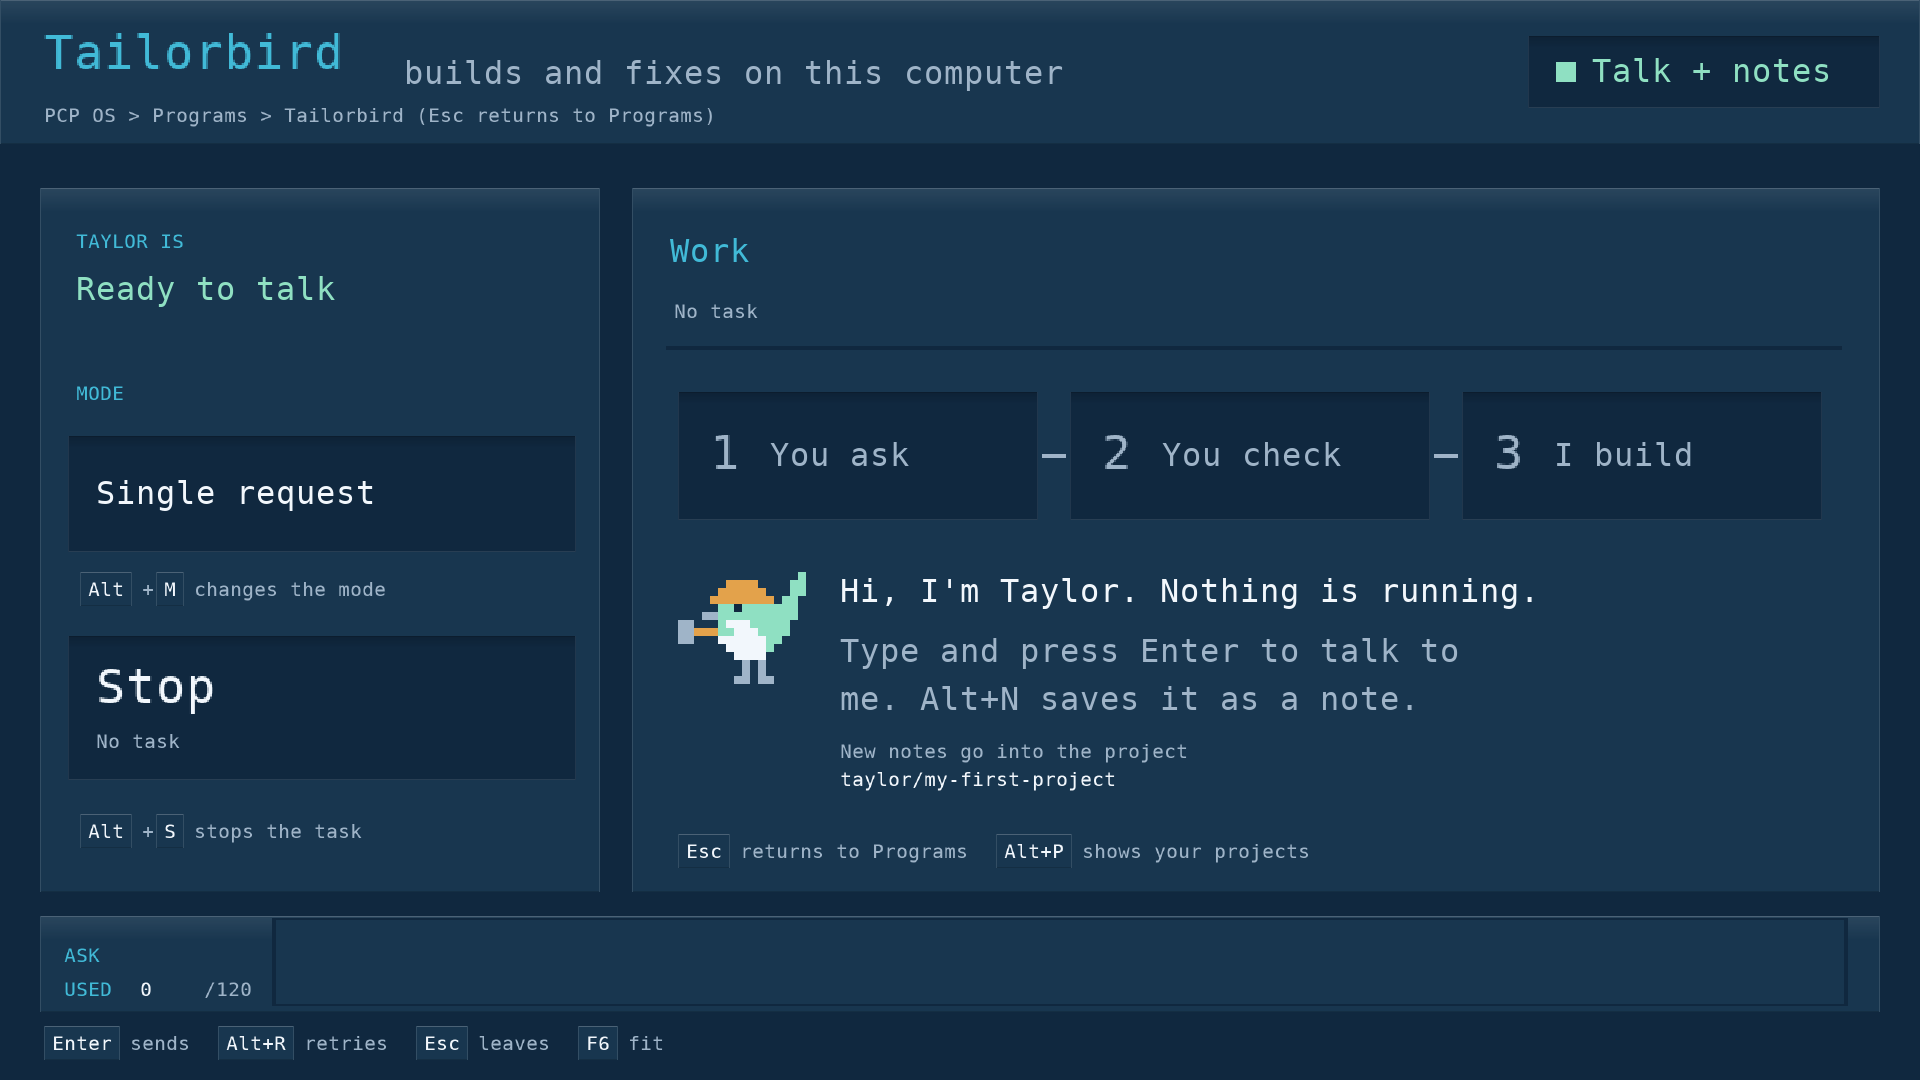 Tailorbird
builds and fixes on this computer
Talk + notes
PCP OS > Programs > Tailorbird (Esc returns to Programs)
TAYLOR IS
Ready to talk
MODE
Single request
Alt + M changes the mode
Stop
No task
Alt + S stops the task
Work
No task
1 You ask
2 You check
3 I build
Hi, I'm Taylor. Nothing is running.
Type and press Enter to talk to
me. Alt+N saves it as a note.
New notes go into the project
taylor/my-first-project
Esc returns to Programs Alt+P shows your projects
ASK
USED 0 /120
Enter sends Alt+R retries Esc leaves F6 fit